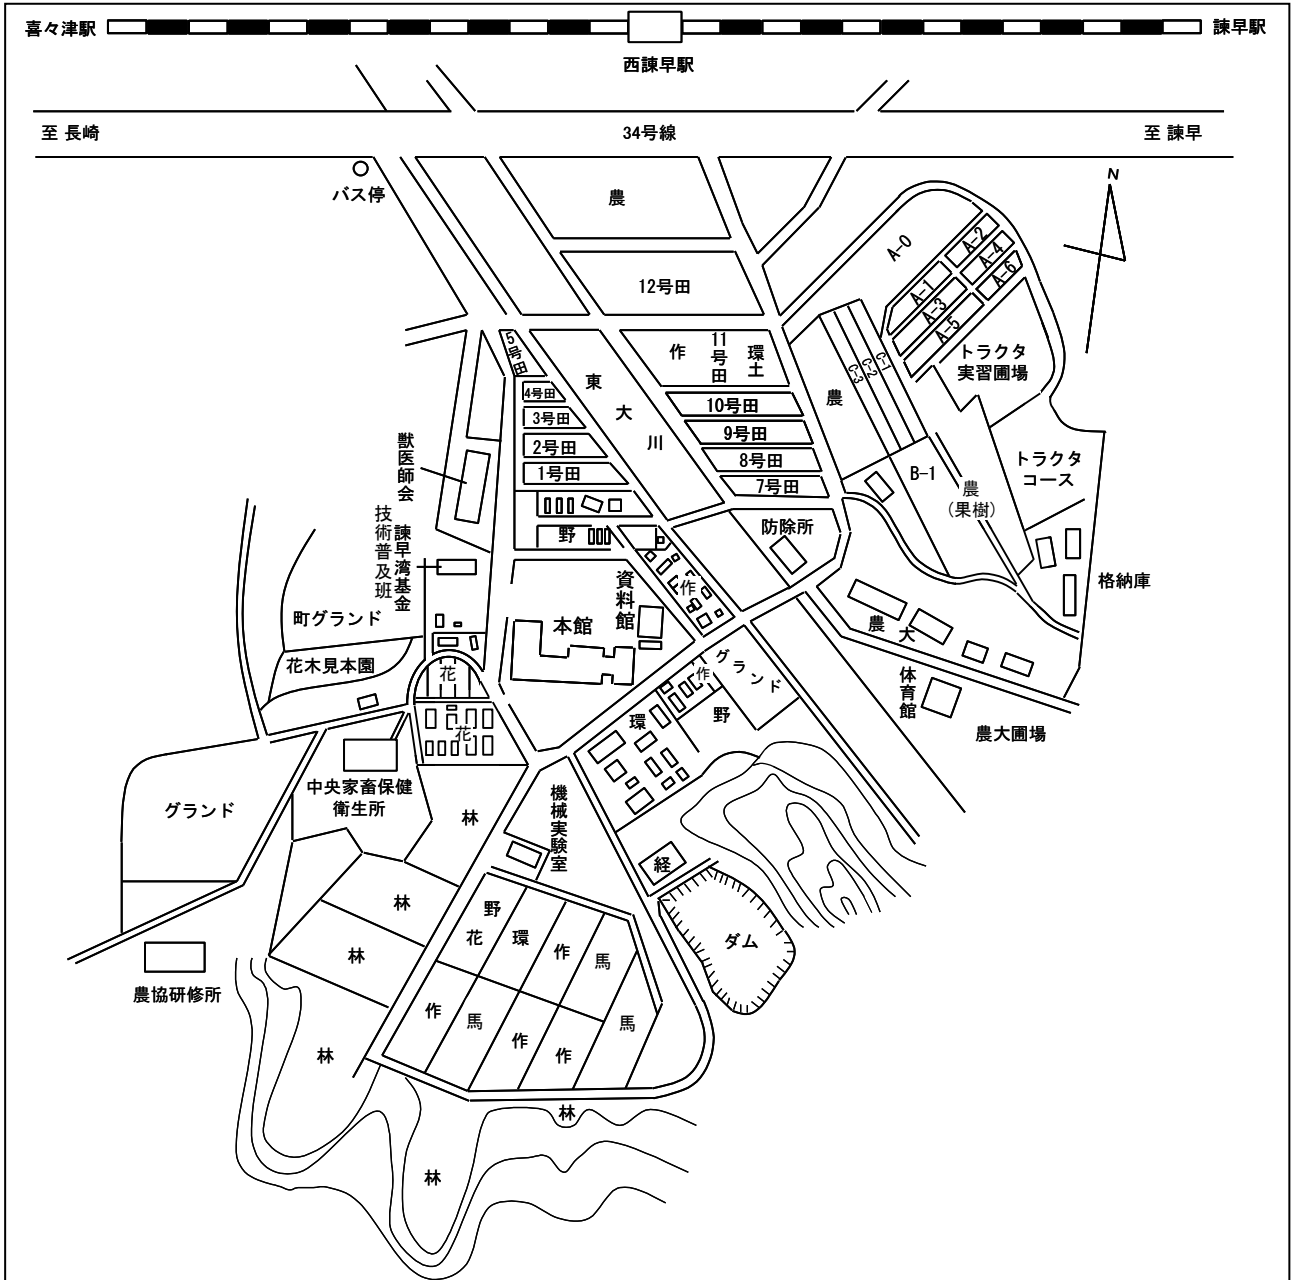 喜々津駅
諫早駅
西諫早駅
至 長崎
34号線
至 諫早
バス停
N
農
12号田
A-0
A-2
A-4
A-6
A-1
A-3
A-5
トラクタ
実習圃場
5号田
作
11号田
環土
C-1
C-2
C-3
農
東大川
4号田
3号田
2号田
1号田
10号田
9号田
8号田
7号田
獣医師会
B-1
農
(果樹)
トラクタ
コース
諫早湾基金
技術普及班
野
防除所
格納庫
資料館
作
本館
町グランド
農大
花木見本園
花
作
グランド
体育館
花
環
野
農大圃場
中央家畜保健
衛生所
グランド
林
機械実験室
経
林
野
花
環
作
馬
ダム
林
農協研修所
作
馬
作
作
馬
林
林
林